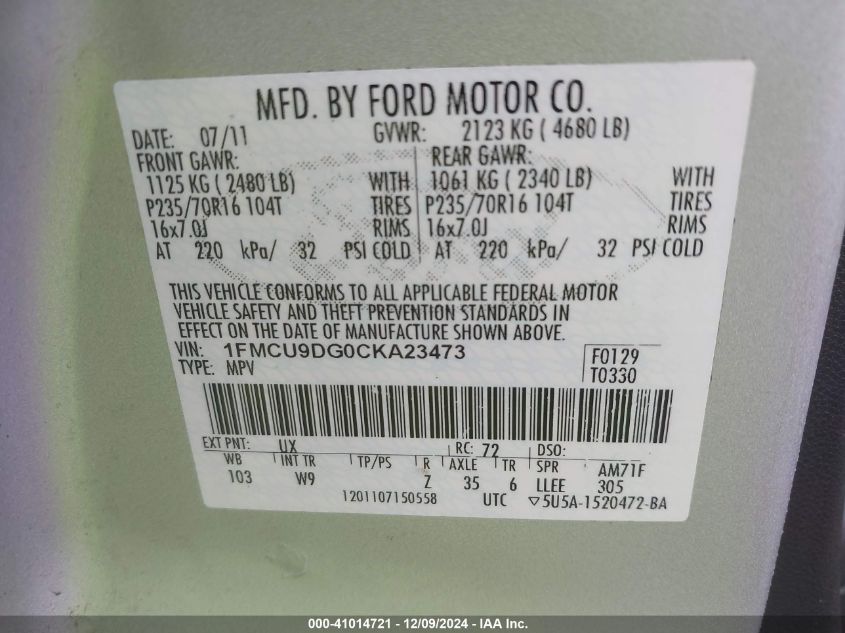 MFD. BY FORD MOTOR CO.
DATE: 07/11 GVWR: 2123 KG ( 4680 LB)
FRONT GAWR: REAR GAWR:
1125 KG ( 2480 LB) WITH 1061 KG ( 2340 LB) WITH
P235/70R16 104T TIRES P235/70R16 104T TIRES
16x7.0J RIMS 16x7.0J RIMS
AT 220 kPa/ 32 PSI COLD AT 220 kPa/ 32 PSI COLD
THIS VEHICLE CONFORMS TO ALL APPLICABLE FEDERAL MOTOR
VEHICLE SAFETY AND THEFT PREVENTION STANDARDS IN
EFFECT ON THE DATE OF MANUFACTURE SHOWN ABOVE.
VIN: 1FMCU9DG0CKA23473 F0129
TYPE: MPV T0330
EXT PNT: UX RC: 72 DSO:
WB INT TR TP/PS R AXLE TR SPR AM71F
103 W9 Z 35 6 LLEE 305
1201107150558 UTC ▽5U5A-1520472-BA
000-41014721 - 12/09/2024 - IAA Inc.